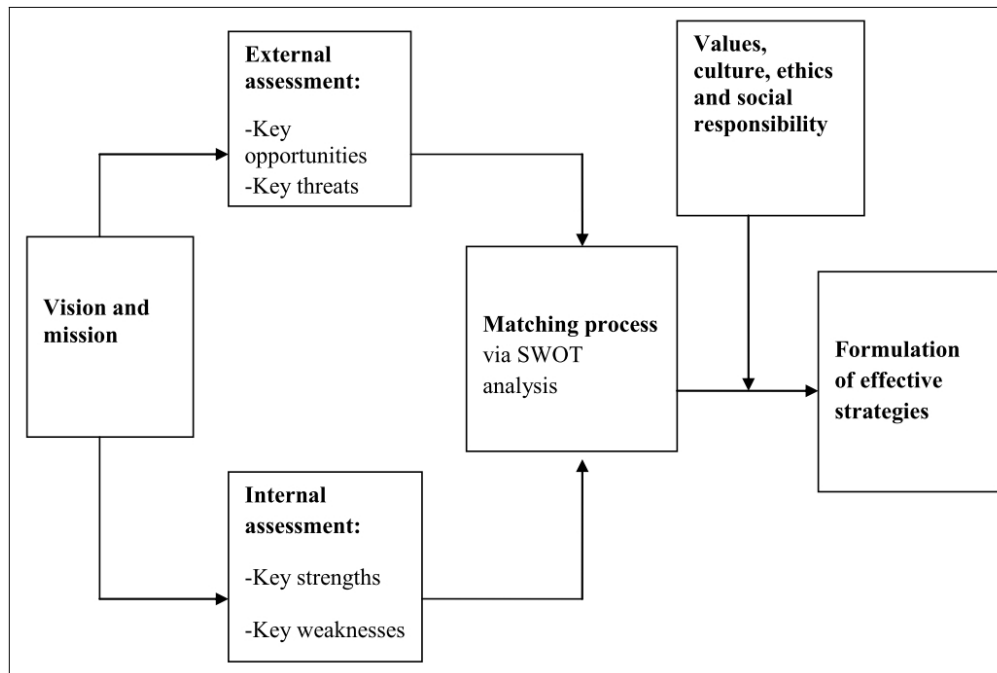 External
assessment:
-Key
opportunities
-Key threats
Values,
culture, ethics
and social
responsibility
Vision and
mission
Matching process
via SWOT
analysis
Formulation
of effective
strategies
Internal
assessment:
-Key strengths
-Key weaknesses